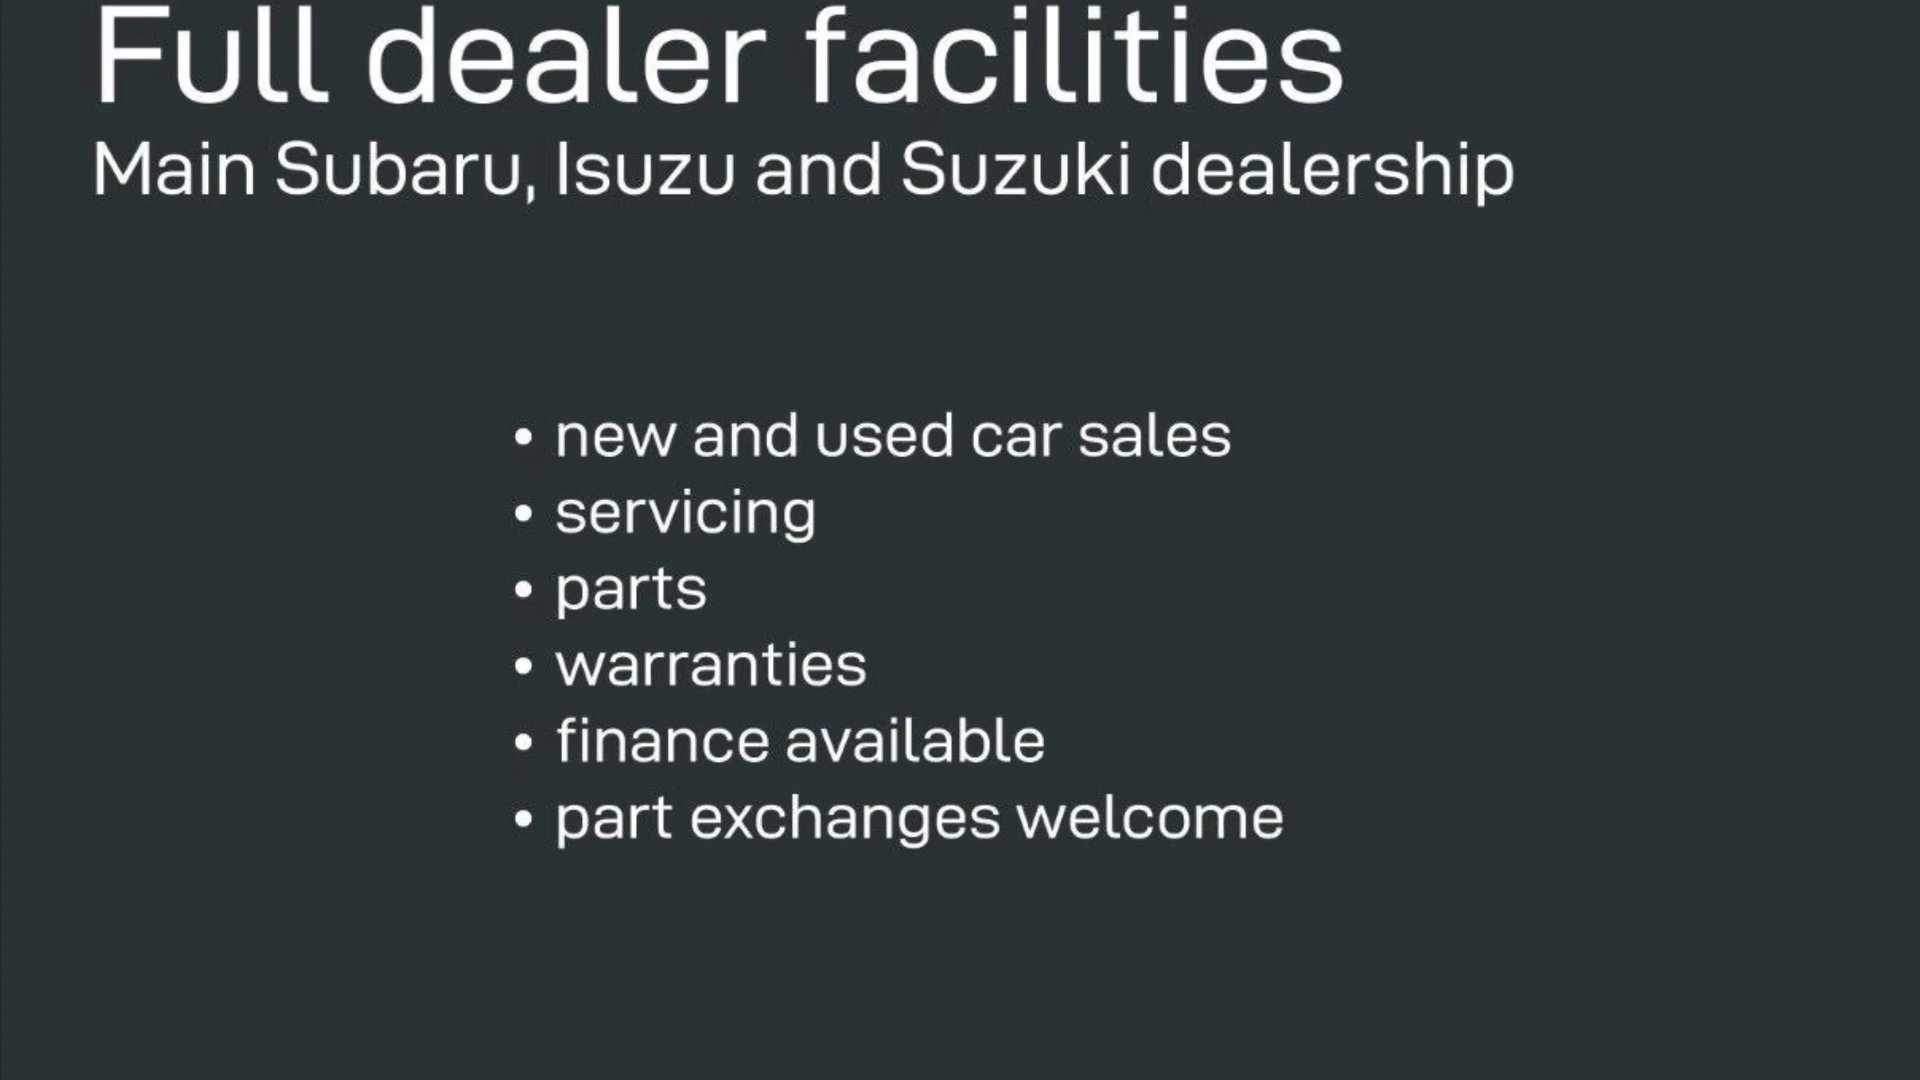 Full dealer facilities
Main Subaru, Isuzu and Suzuki dealership
• new and used car sales
• servicing
• parts
• warranties
• finance available
• part exchanges welcome